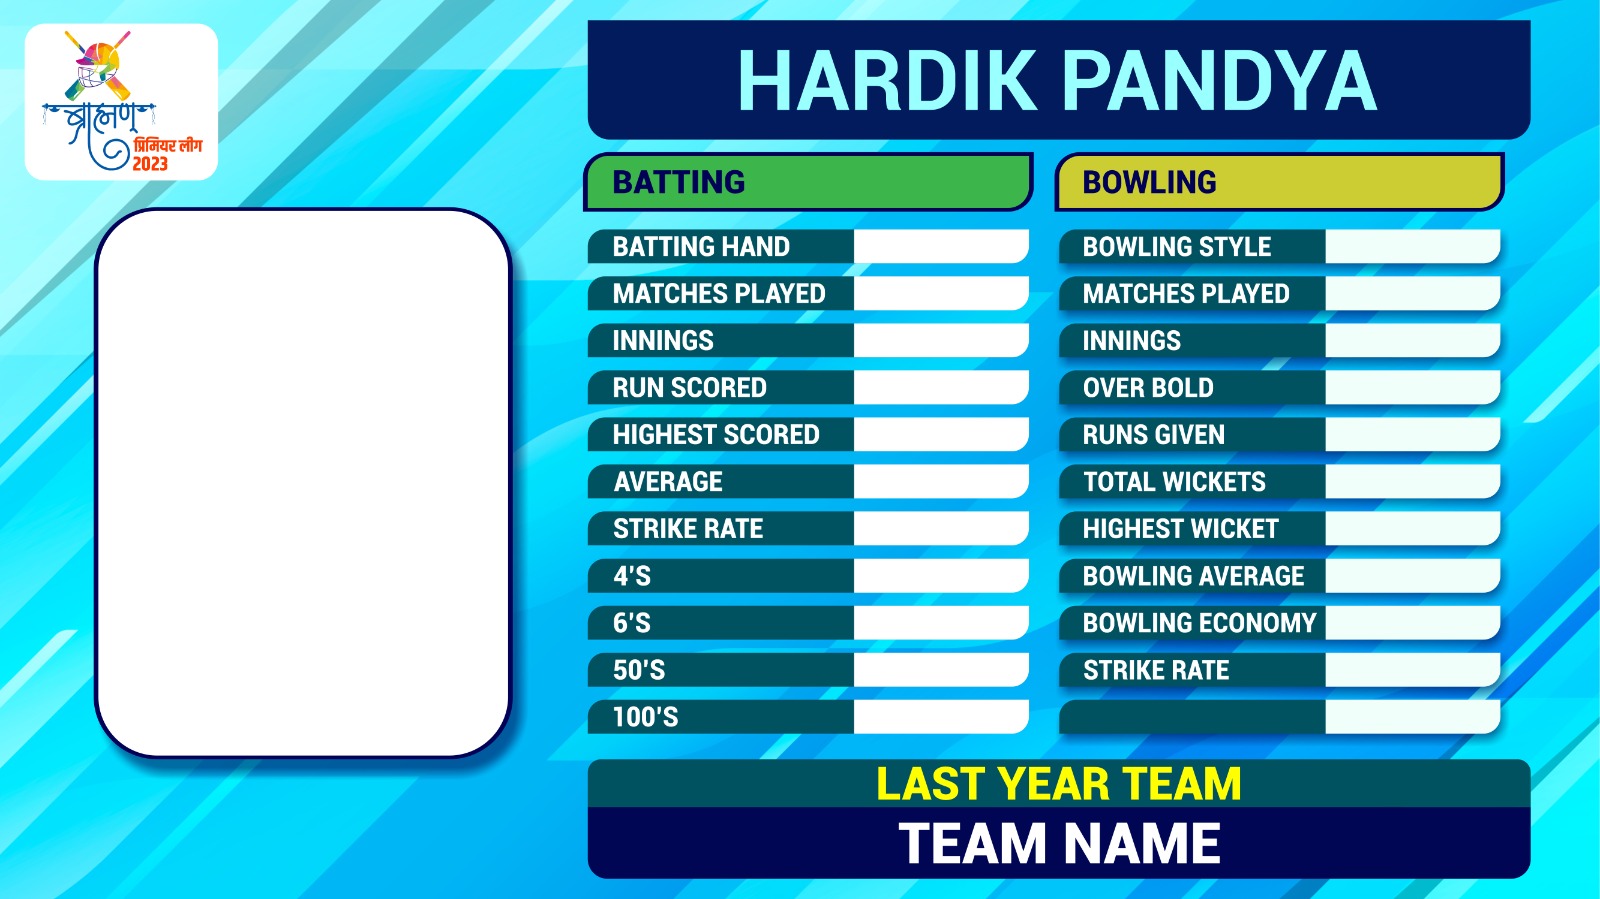 ब्राह्मण
प्रिमियर लीग
2023
HARDIK PANDYA
BATTING
BATTING HAND
MATCHES PLAYED
INNINGS
RUN SCORED
HIGHEST SCORED
AVERAGE
STRIKE RATE
4'S
6'S
50'S
100'S
BOWLING
BOWLING STYLE
MATCHES PLAYED
INNINGS
OVER BOLD
RUNS GIVEN
TOTAL WICKETS
HIGHEST WICKET
BOWLING AVERAGE
BOWLING ECONOMY
STRIKE RATE
LAST YEAR TEAM
TEAM NAME